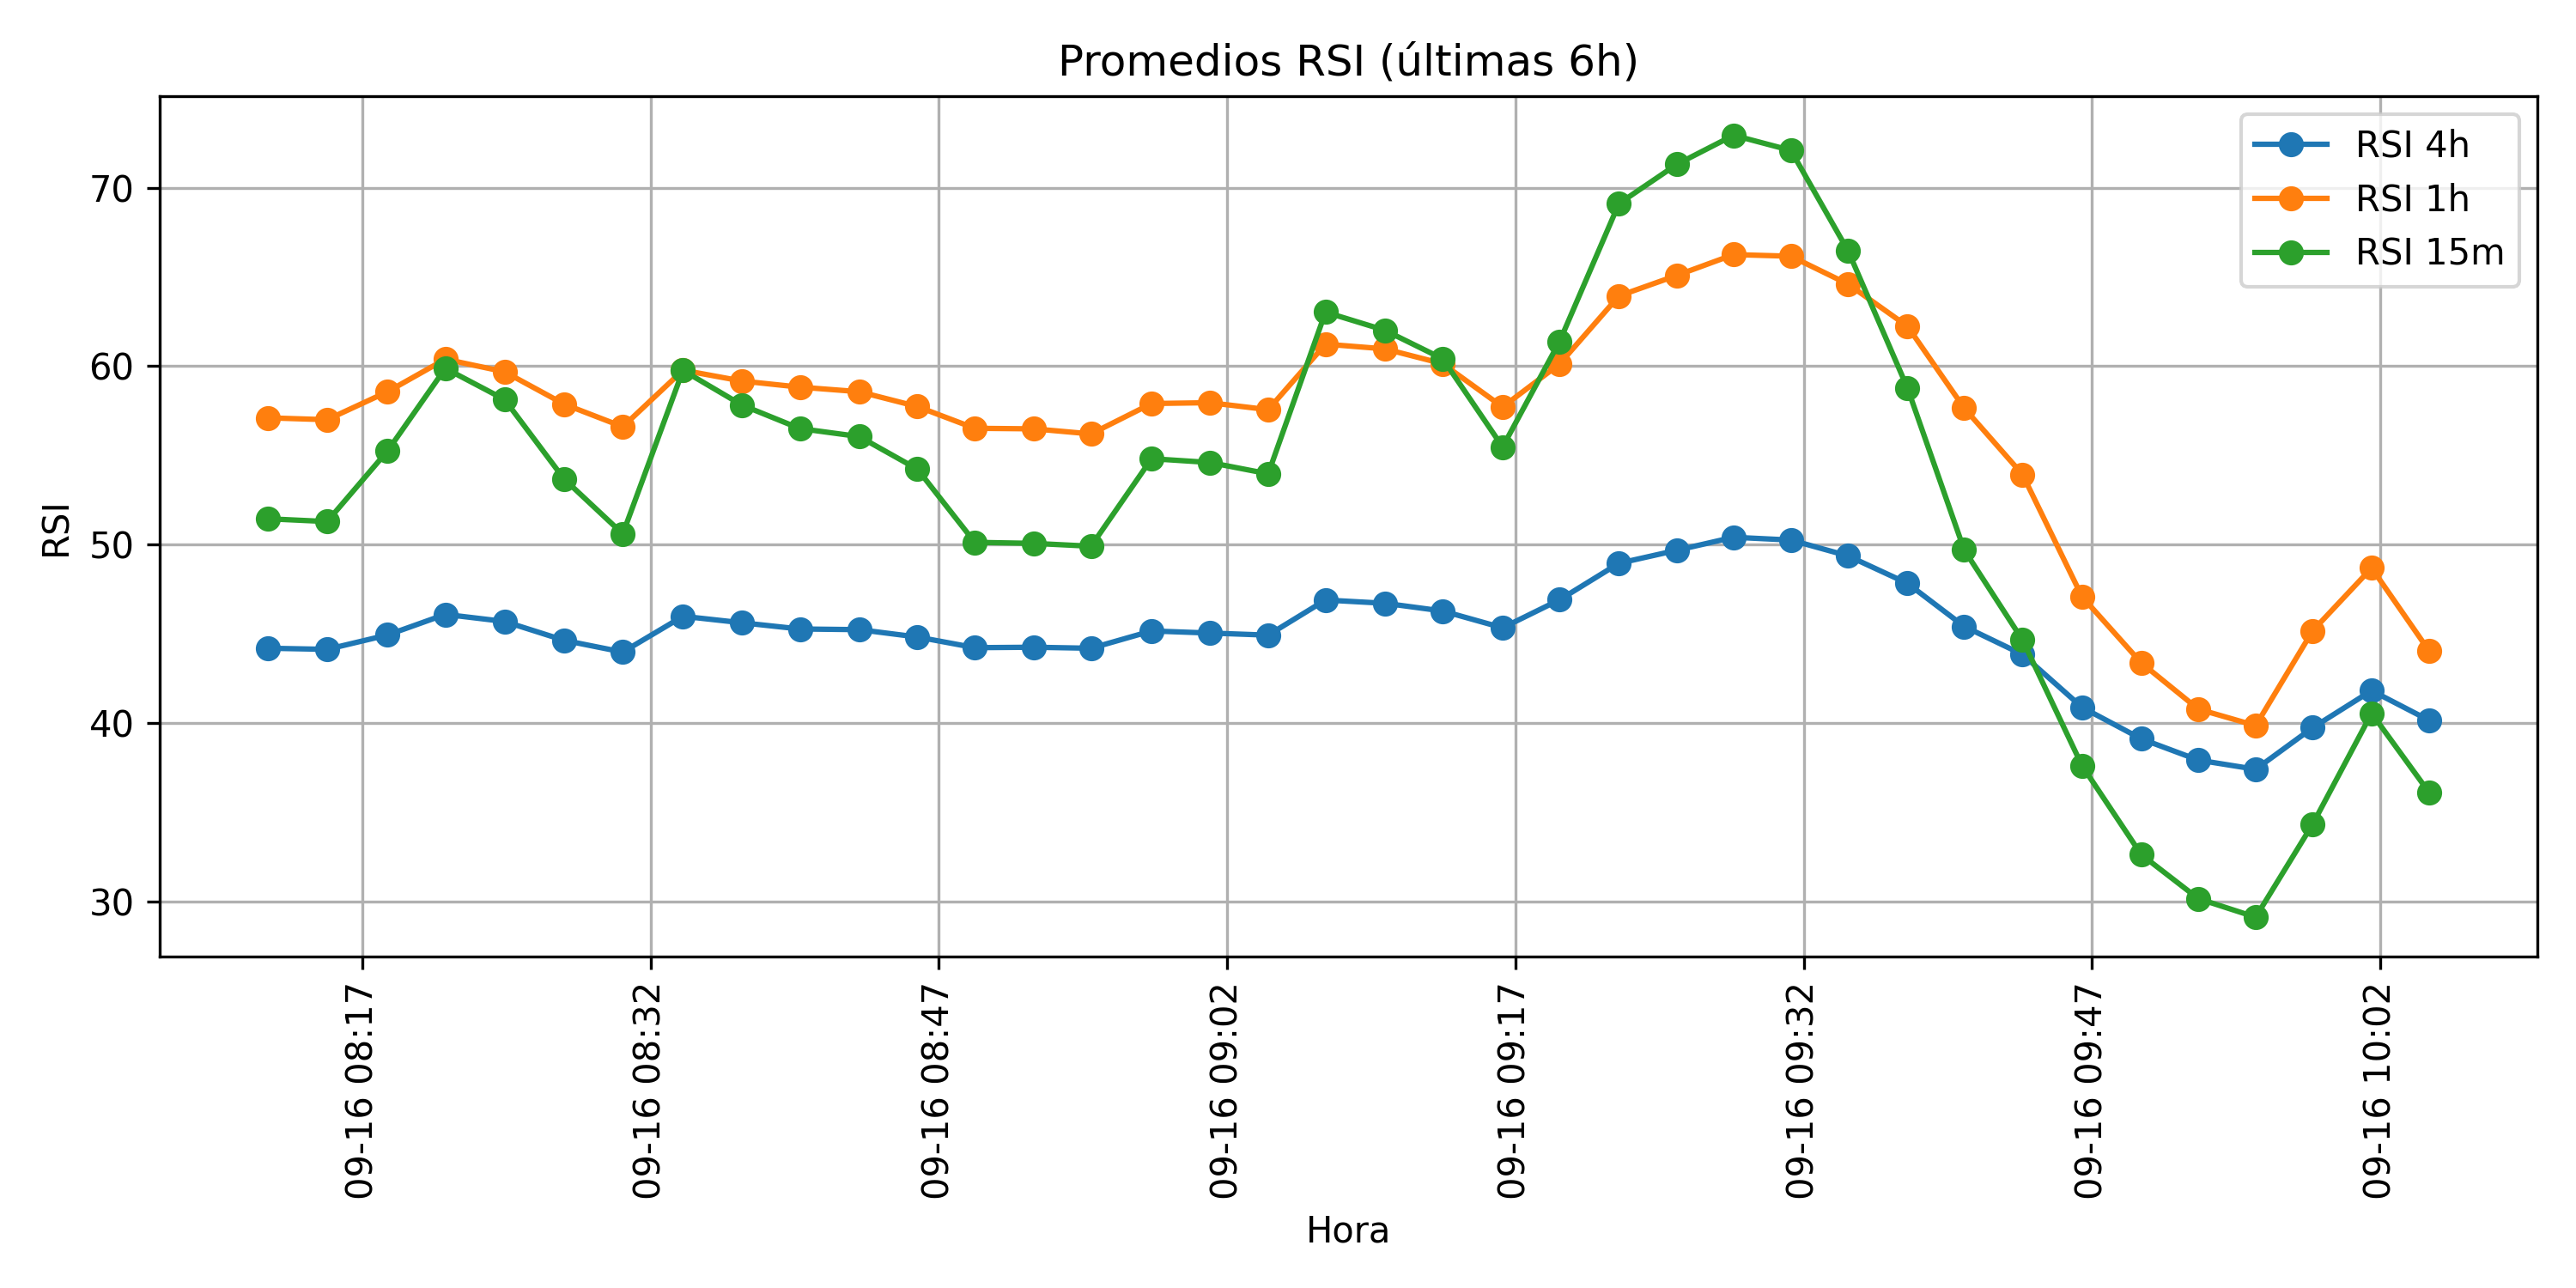 Promedios RSI (últimas 6h)
RSI 4h
RSI 1h
RSI 15m
RSI
70
60
50
40
30
09-16 08:17
09-16 08:32
09-16 08:47
09-16 09:02
09-16 09:17
09-16 09:32
09-16 09:47
09-16 10:02
Hora